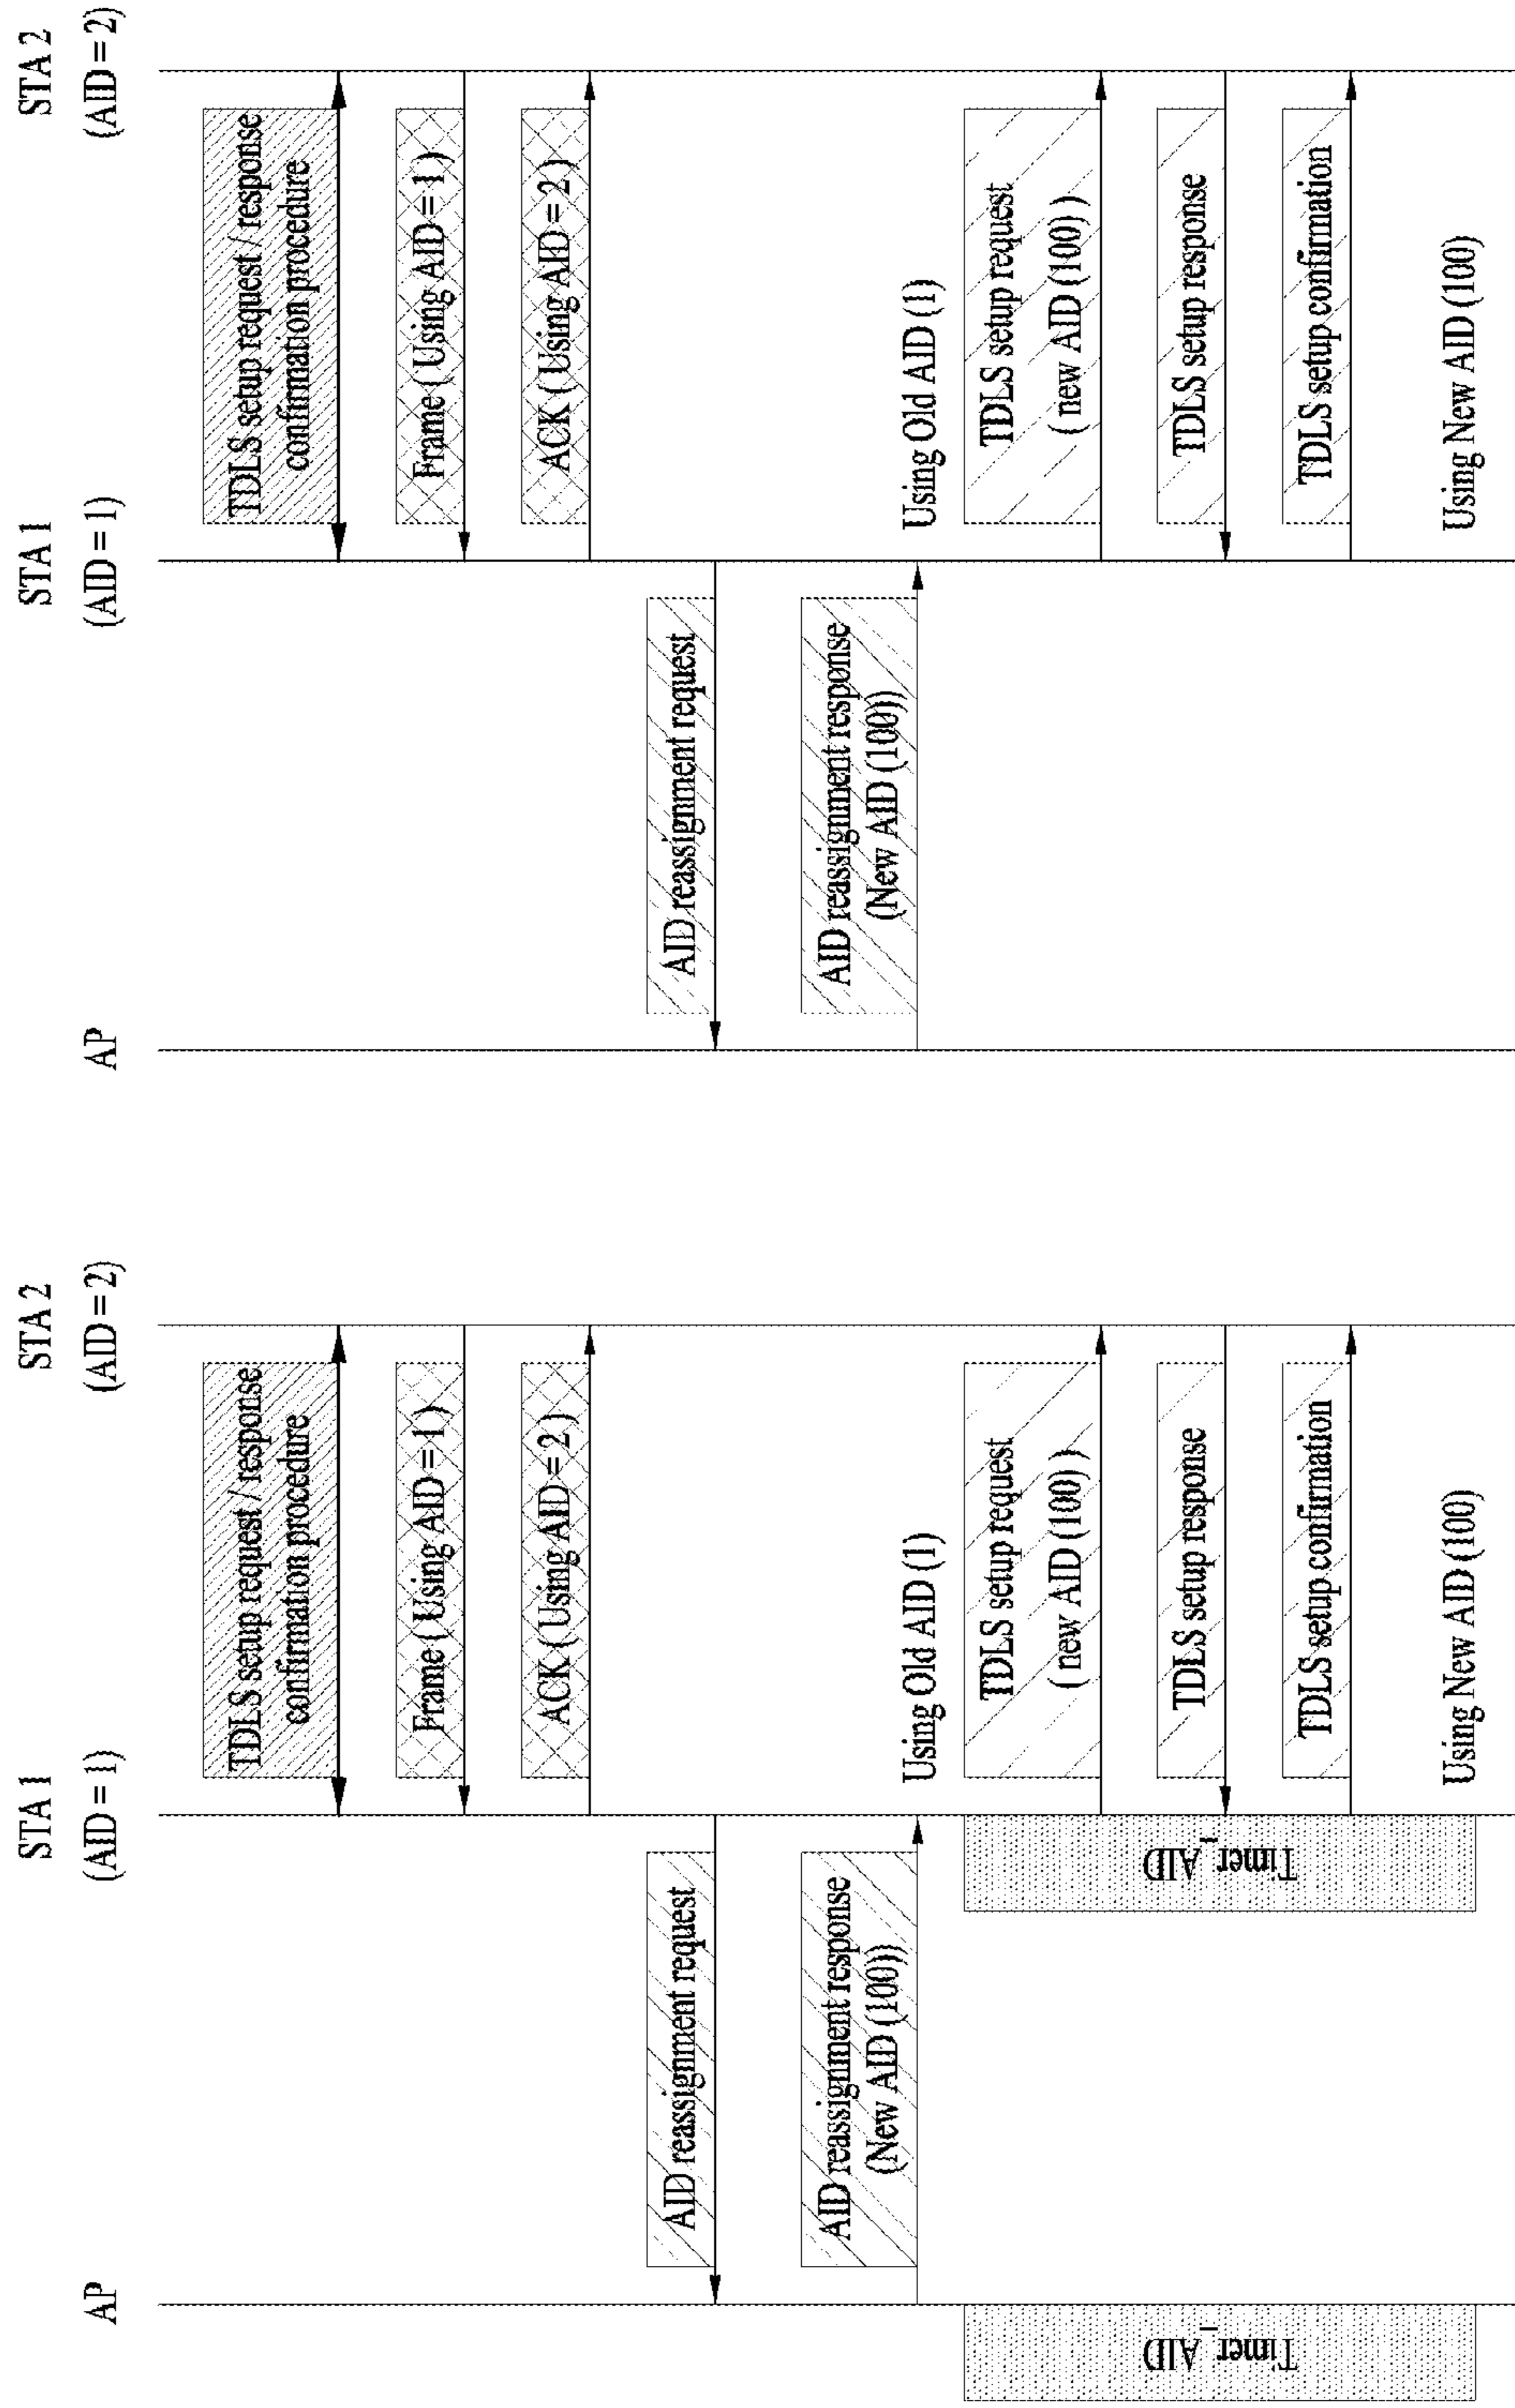 AP
STA 1
(AID = 1)
STA 2
(AID = 2)
TDLS setup request / response
confirmation procedure
Frame ( Using AID = 1 )
ACK ( Using AID = 2 )
AID reassignment request
AID reassignment response
(New AID (100))
Using Old AID (1)
TDLS setup request
( new AID (100) )
TDLS setup response
TDLS setup confirmation
Timer_AID
Timer_AID
Using New AID (100)
AP
STA 1
(AID = 1)
STA 2
(AID = 2)
TDLS setup request / response
confirmation procedure
Frame ( Using AID = 1 )
ACK ( Using AID = 2 )
AID reassignment request
AID reassignment response
(New AID (100))
Using Old AID (1)
TDLS setup request
( new AID (100) )
TDLS setup response
TDLS setup confirmation
Using New AID (100)